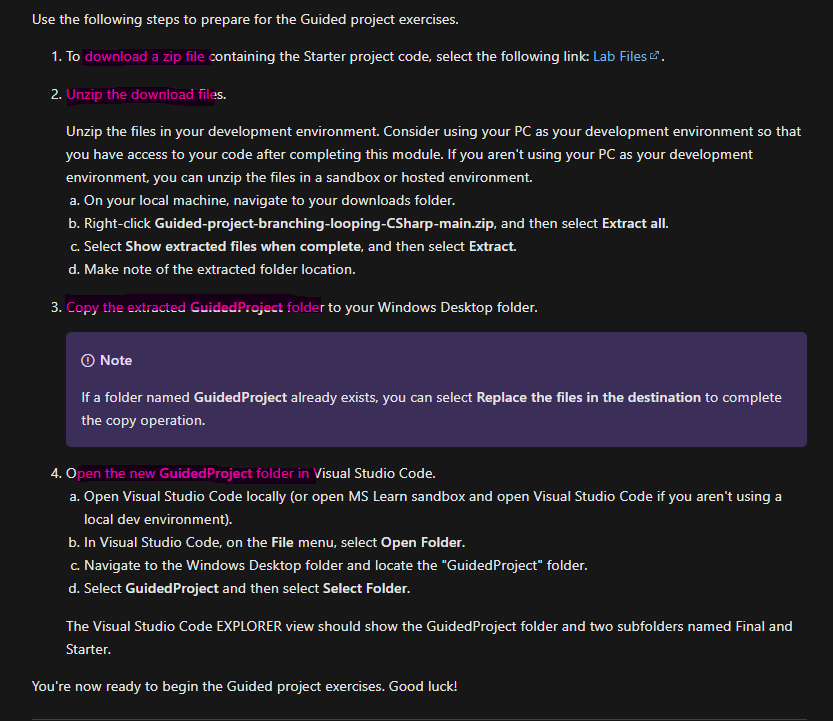 Use the following steps to prepare for the Guided project exercises.
1. To download a zip file containing the Starter project code, select the following link: Lab Files.
2. Unzip the download files.
Unzip the files in your development environment. Consider using your PC as your development environment so that
you have access to your code after completing this module. If you aren't using your PC as your development
environment, you can unzip the files in a sandbox or hosted environment.
a. On your local machine, navigate to your downloads folder.
b. Right-click Guided-project-branching-looping-CSharp-main.zip, and then select Extract all.
c. Select Show extracted files when complete, and then select Extract.
d. Make note of the extracted folder location.
3. Copy the extracted GuidedProject folder to your Windows Desktop folder.
Note
If a folder named GuidedProject already exists, you can select Replace the files in the destination to complete
the copy operation.
4. Open the new GuidedProject folder in Visual Studio Code.
a. Open Visual Studio Code locally (or open MS Learn sandbox and open Visual Studio Code if you aren't using a
local dev environment).
b. In Visual Studio Code, on the File menu, select Open Folder.
c. Navigate to the Windows Desktop folder and locate the "GuidedProject" folder.
d. Select GuidedProject and then select Select Folder.
The Visual Studio Code EXPLORER view should show the GuidedProject folder and two subfolders named Final and
Starter.
You're now ready to begin the Guided project exercises. Good luck!